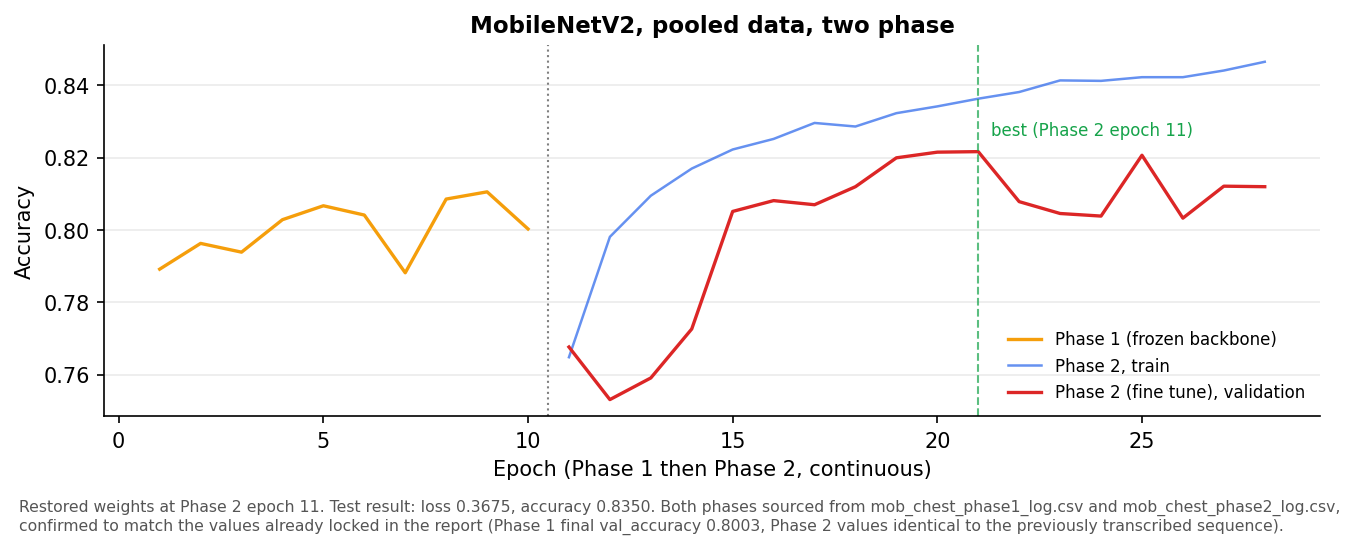 MobileNetV2, pooled data, two phase
Accuracy
0.84
0.82
0.80
0.78
0.76
best (Phase 2 epoch 11)
Phase 1 (frozen backbone)
Phase 2, train
Phase 2 (fine tune), validation
0 5 10 15 20 25
Epoch (Phase 1 then Phase 2, continuous)
Restored weights at Phase 2 epoch 11. Test result: loss 0.3675, accuracy 0.8350. Both phases sourced from mob_chest_phase1_log.csv and mob_chest_phase2_log.csv,
confirmed to match the values already locked in the report (Phase 1 final val_accuracy 0.8003, Phase 2 values identical to the previously transcribed sequence).